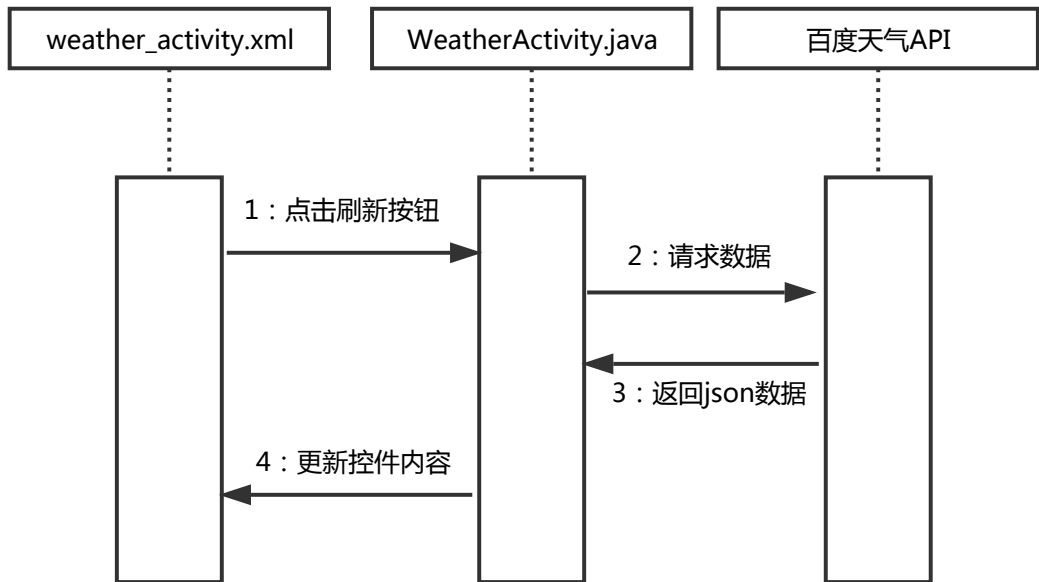 weather_activity.xml
WeatherActivity.java
百度天气API
1：点击刷新按钮
2：请求数据
3：返回json数据
4：更新控件内容